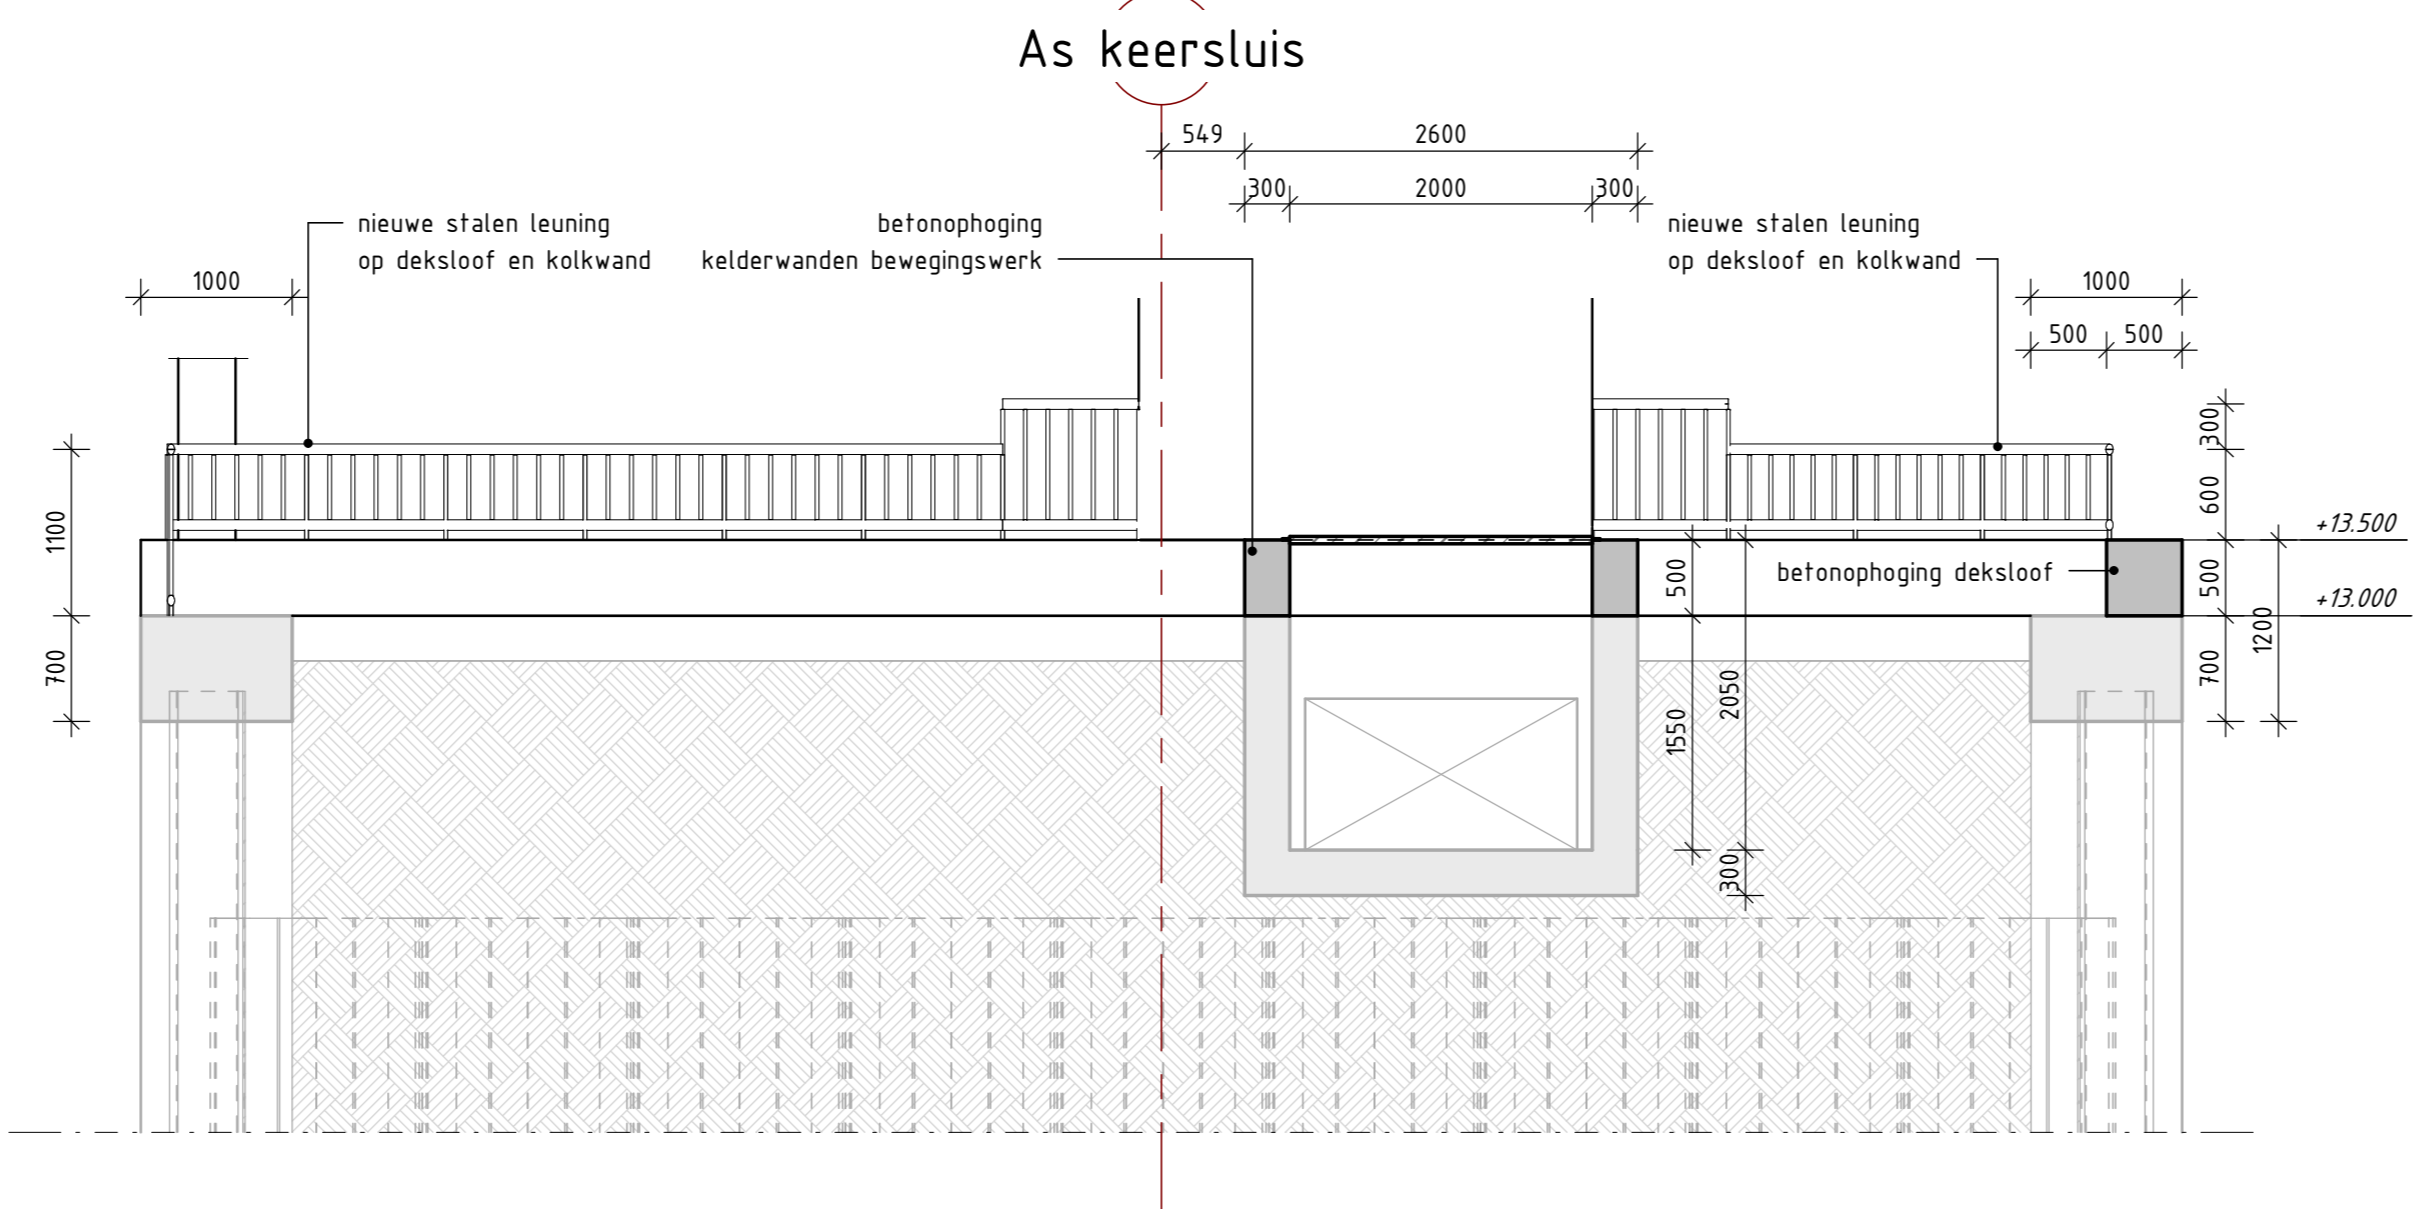 As keersluis
549
2600
300
2000
300
nieuwe stalen leuning
op deksloof en kolkwand
betonophoging
kelderwanden bewegingswerk
nieuwe stalen leuning
op deksloof en kolkwand
1000
1000
500
500
300
600
1100
+13.500
500
betonophoging deksloof
500
+13.000
1200
700
700
2050
1550
300